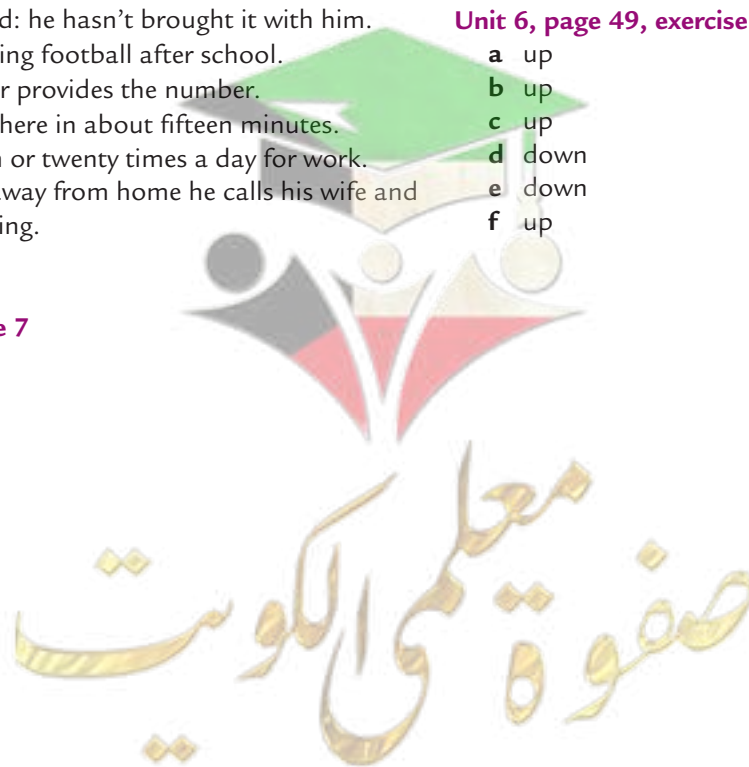 d: he hasn't brought it with him.
ing football after school.
r provides the number.
here in about fifteen minutes.
n or twenty times a day for work.
away from home he calls his wife and
ing.
e 7
Unit 6, page 49, exercise
a up
b up
c up
d down
e down
f up
صفوة معلمى الكويت